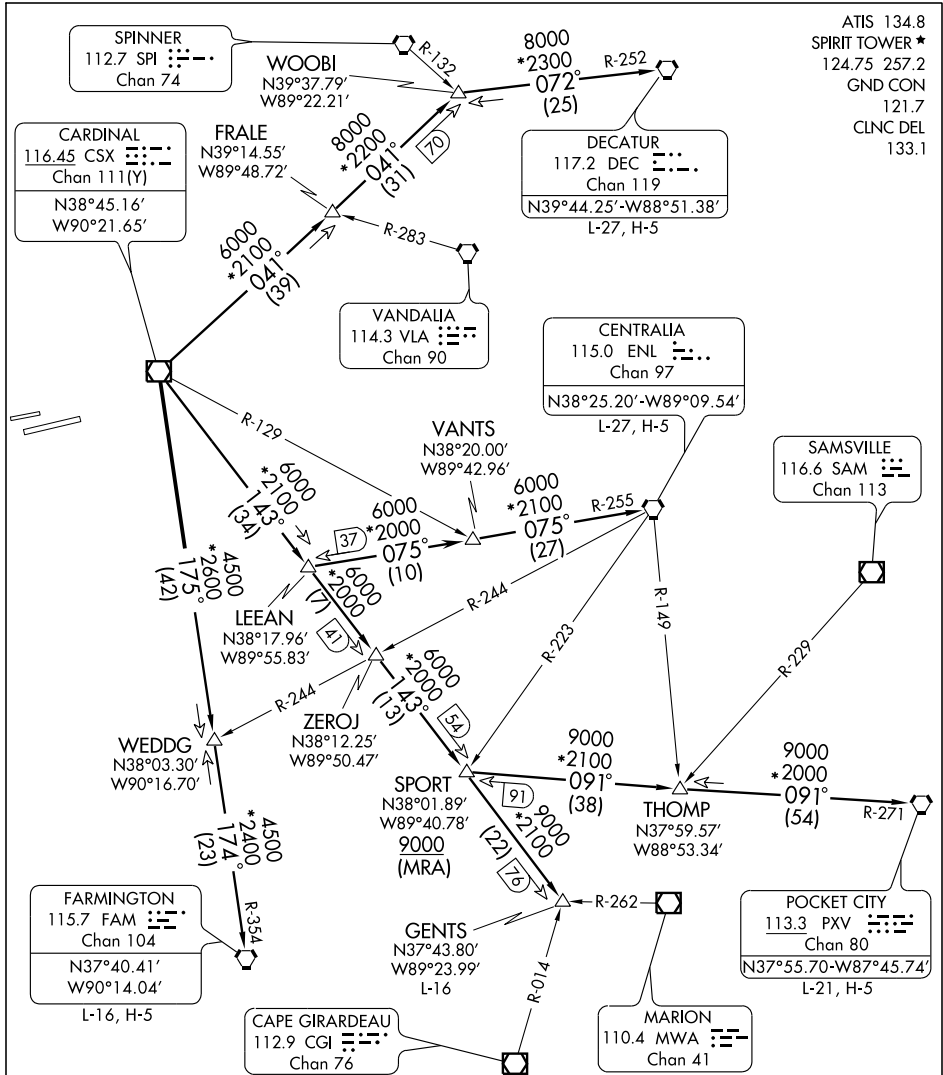 ATIS 134.8
SPIRIT TOWER ★
124.75 257.2
GND CON
121.7
CLNC DEL
133.1
SPINNER
112.7 SPI
Chan 74
R-132
WOOBI
N39°37.79’
W89°22.21’
8000
*2300
072°
(25)
R-252
DECATUR
117.2 DEC
Chan 119
N39°44.25’-W88°51.38’
L-27, H-5
CARDINAL
116.45 CSX
Chan 111(Y)
N38°45.16’
W90°21.65’
FRALE
N39°14.55’
W89°48.72’
8000
*2200
041°
(31)
70
R-283
6000
*2100
041°
(39)
VANDALIA
114.3 VLA
Chan 90
CENTRALIA
115.0 ENL
Chan 97
N38°25.20’-W89°09.54’
L-27, H-5
R-129
VANTS
N38°20.00’
W89°42.96’
SAMSVILLE
116.6 SAM
Chan 113
6000
*2100
143°
(34)
37
6000
*2000
075°
(10)
6000
*2100
075°
(27)
R-255
4500
*2600
175°
(42)
LEEAN
N38°17.96’
W89°55.83’
6000
*2000
(7)
41
R-244
R-223
R-149
R-229
R-244
ZEROJ
N38°12.25’
W89°50.47’
6000
*2000
143°
(13)
54
WEDDG
N38°03.30’
W90°16.70’
SPORT
N38°01.89’
W89°40.78’
9000
(MRA)
91
9000
*2100
091°
(38)
THOMP
N37°59.57’
W88°53.34’
9000
*2000
091°
(54)
R-271
4500
*2400
174°
(23)
R-354
9000
*2100
(22)
76
FARMINGTON
115.7 FAM
Chan 104
N37°40.41’
W90°14.04’
L-16, H-5
GENTS
N37°43.80’
W89°23.99’
L-16
R-262
R-014
POCKET CITY
113.3 PXV
Chan 80
N37°55.70-W87°45.74’
L-21, H-5
CAPE GIRARDEAU
112.9 CGI
Chan 76
MARION
110.4 MWA
Chan 41